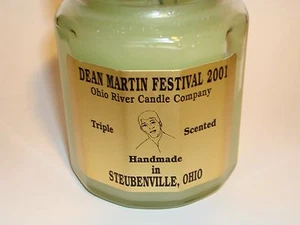 DEAN MARTIN FESTIVAL 2001
Ohio River Candle Company
Triple Scented
Handmade
in
STEUBENVILLE, OHIO